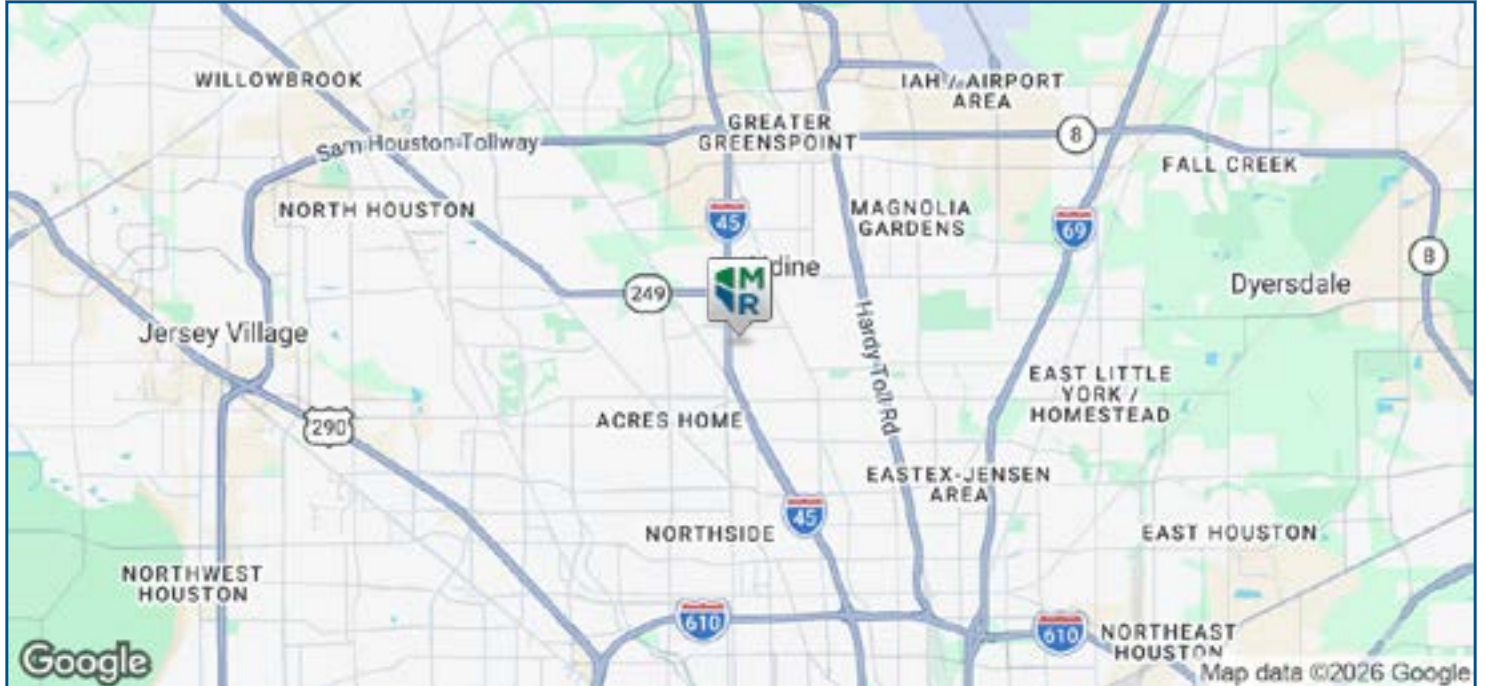 WILLOWBROOK
IAH / AIRPORT
AREA
GREATER
GREENSPOINT
8
Sam Houston Tollway
FALL CREEK
NORTH HOUSTON
45
MAGNOLIA
GARDENS
69
8
249
M
R
dine
Dyersdale
Jersey Village
Hardy Toll Rd
290
ACRES HOME
EAST LITTLE
YORK /
HOMESTEAD
EASTEX-JENSEN
AREA
45
NORTHSIDE
EAST HOUSTON
NORTHWEST
HOUSTON
610
610
NORTHEAST
HOUSTON
Google
Map data ©2026 Google